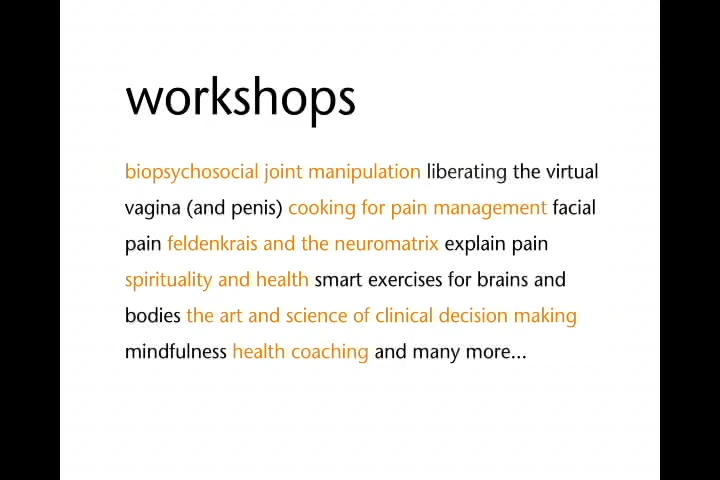 workshops
biopsychosocial joint manipulation liberating the virtual
vagina (and penis) cooking for pain management facial
pain feldenkrais and the neuromatrix explain pain
spirituality and health smart exercises for brains and
bodies the art and science of clinical decision making
mindfulness health coaching and many more...